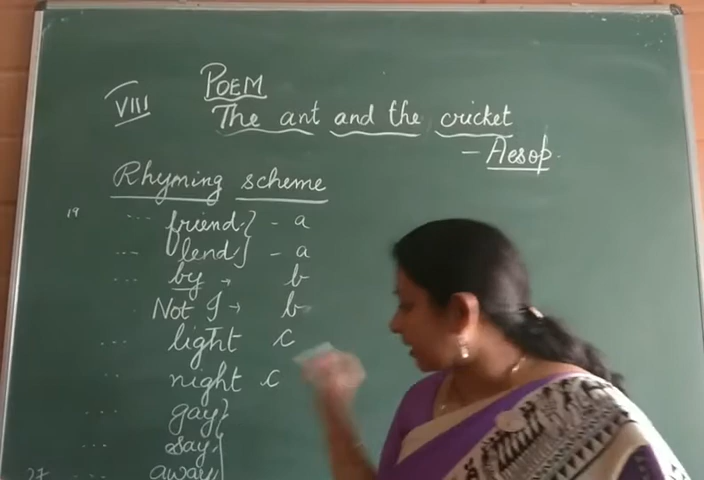 POEM
VIII The ant and the cricket
- Aesop.
Rhyming scheme
19 ... friend } - a
... lend } - a
... by → b
Not I → b
... light c
.. night c
... gay }
... say
27 .... away